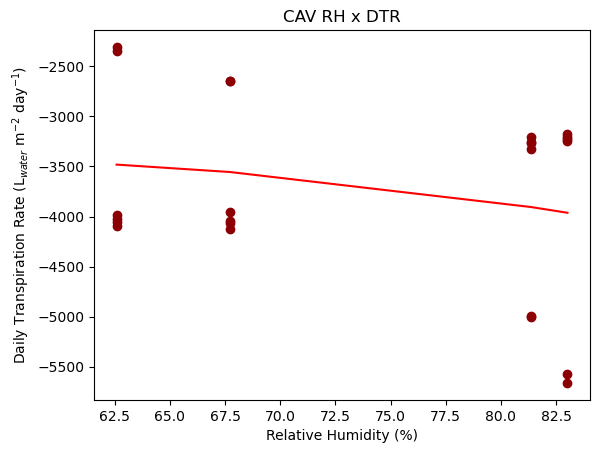 CAV RH x DTR
Daily Transpiration Rate (L_water m⁻² day⁻¹)
−2500
−3000
−3500
−4000
−4500
−5000
−5500
62.5 65.0 67.5 70.0 72.5 75.0 77.5 80.0 82.5
Relative Humidity (%)